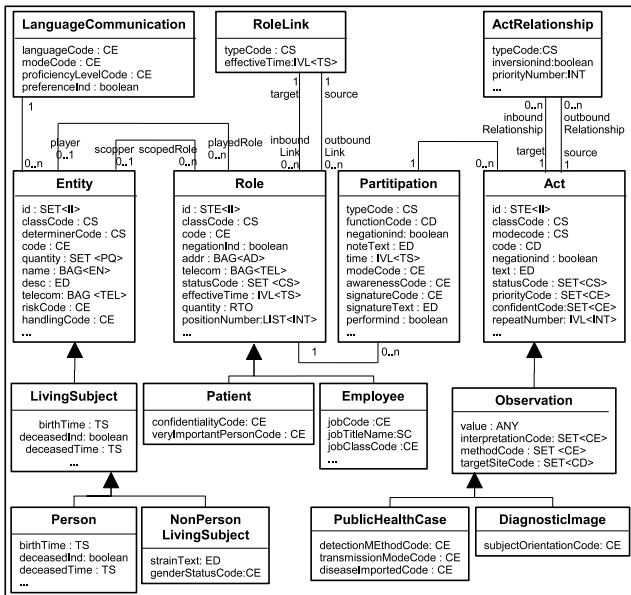 LanguageCommunication
languageCode : CE
modeCode : CE
proficiencyLevelCode : CE
preferenceInd : boolean
RoleLink
typeCode : CS
effectiveTime:IVL<TS>
ActRelationship
typeCode:CS
inversionind:boolean
priorityNumber:INT
...
1
1
1
target
source
0..n
0..n
inbound
Relationship
outbound
Relationship
player
0..1
scopper
0..1
scopedRole
0..n
playedRole
0..n
inbound
Link
0..n
outbound
Link
0..n
1
0..n
target
1
source
1
0..n
Entity
id : SET<II>
classCode : CS
determinerCode : CS
code : CE
quantity : SET <PQ>
name : BAG<EN>
desc : ED
telecom: BAG <TEL>
riskCode : CE
handlingCode : CE
...
Role
id : STE<II>
classCode : CS
code : CE
negationInd : boolean
addr : BAG<AD>
telecom : BAG<TEL>
statusCode : SET <CS>
effectiveTime : IVL<TS>
quantity : RTO
positionNumber:LIST<INT>
...
Partitipation
typeCode : CS
functionCode : CD
negationind : boolean
noteText : ED
time : IVL<TS>
modeCode : CE
awarenessCode : CE
signatureCode : CE
signatureText : ED
performind : boolean
...
Act
id : STE<II>
classCode : CS
modecode : CS
code : CD
negationind : boolean
text : ED
statusCode : SET<CS>
priorityCode : SET<CE>
confidentCode:SET<CE>
repeatNumber : IVL<INT>
...
1
0..n
LivingSubject
birthTime : TS
deceasedInd: boolean
deceasedTime : TS
...
Patient
confidentialityCode: CE
veryImportantPersonCode : CE
Employee
jobCode : CE
jobTitleName:SC
jobClassCode : CE
...
Observation
value : ANY
interpretationCode: SET<CE>
methodCode : SET <CE>
targetSiteCode : SET<CD>
Person
birthTime : TS
deceasedInd: boolean
deceasedTime : TS
...
NonPerson
LivingSubject
strainText: ED
genderStatusCode:CE
PublicHealthCase
detectionMEthodCode: CE
transmissionModeCode : CE
diseaseImportedCode : CE
DiagnosticImage
subjectOrientationCode : CE